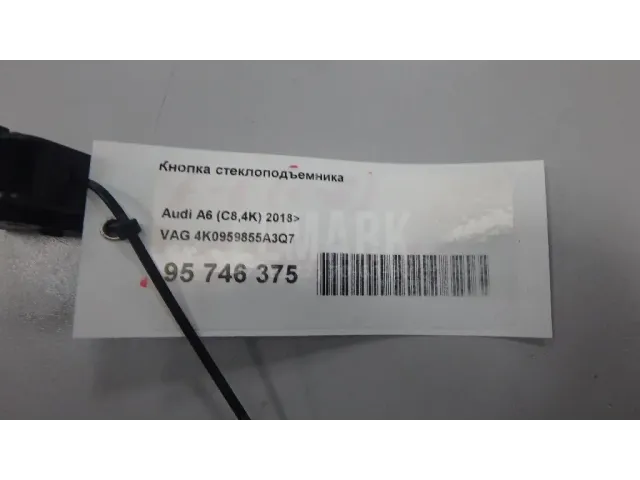 Кнопка стеклоподъемника
Audi A6 (C8,4K) 2018>
VAG 4K0959855A3Q7
95 746 375